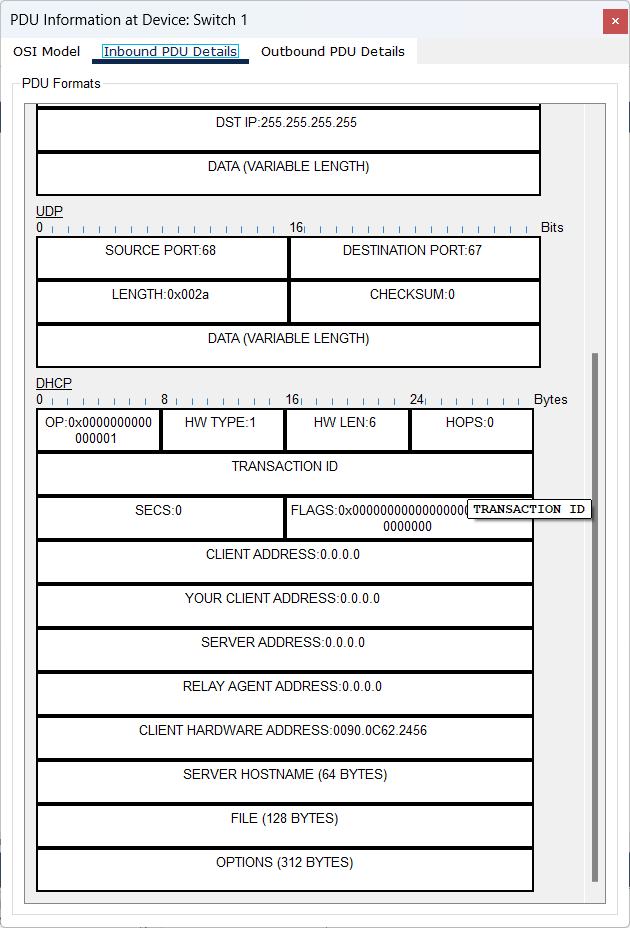 PDU Information at Device: Switch 1
×
OSI Model Inbound PDU Details Outbound PDU Details
PDU Formats
DST IP:255.255.255.255
DATA (VARIABLE LENGTH)
UDP
0 16 Bits
SOURCE PORT:68 DESTINATION PORT:67
LENGTH:0x002a CHECKSUM:0
DATA (VARIABLE LENGTH)
DHCP
0 8 16 24 Bytes
OP:0x0000000000
000001
HW TYPE:1 HW LEN:6 HOPS:0
TRANSACTION ID
SECS:0 FLAGS:0x00000000000000000
0000000
TRANSACTION ID
CLIENT ADDRESS:0.0.0.0
YOUR CLIENT ADDRESS:0.0.0.0
SERVER ADDRESS:0.0.0.0
RELAY AGENT ADDRESS:0.0.0.0
CLIENT HARDWARE ADDRESS:0090.0C62.2456
SERVER HOSTNAME (64 BYTES)
FILE (128 BYTES)
OPTIONS (312 BYTES)